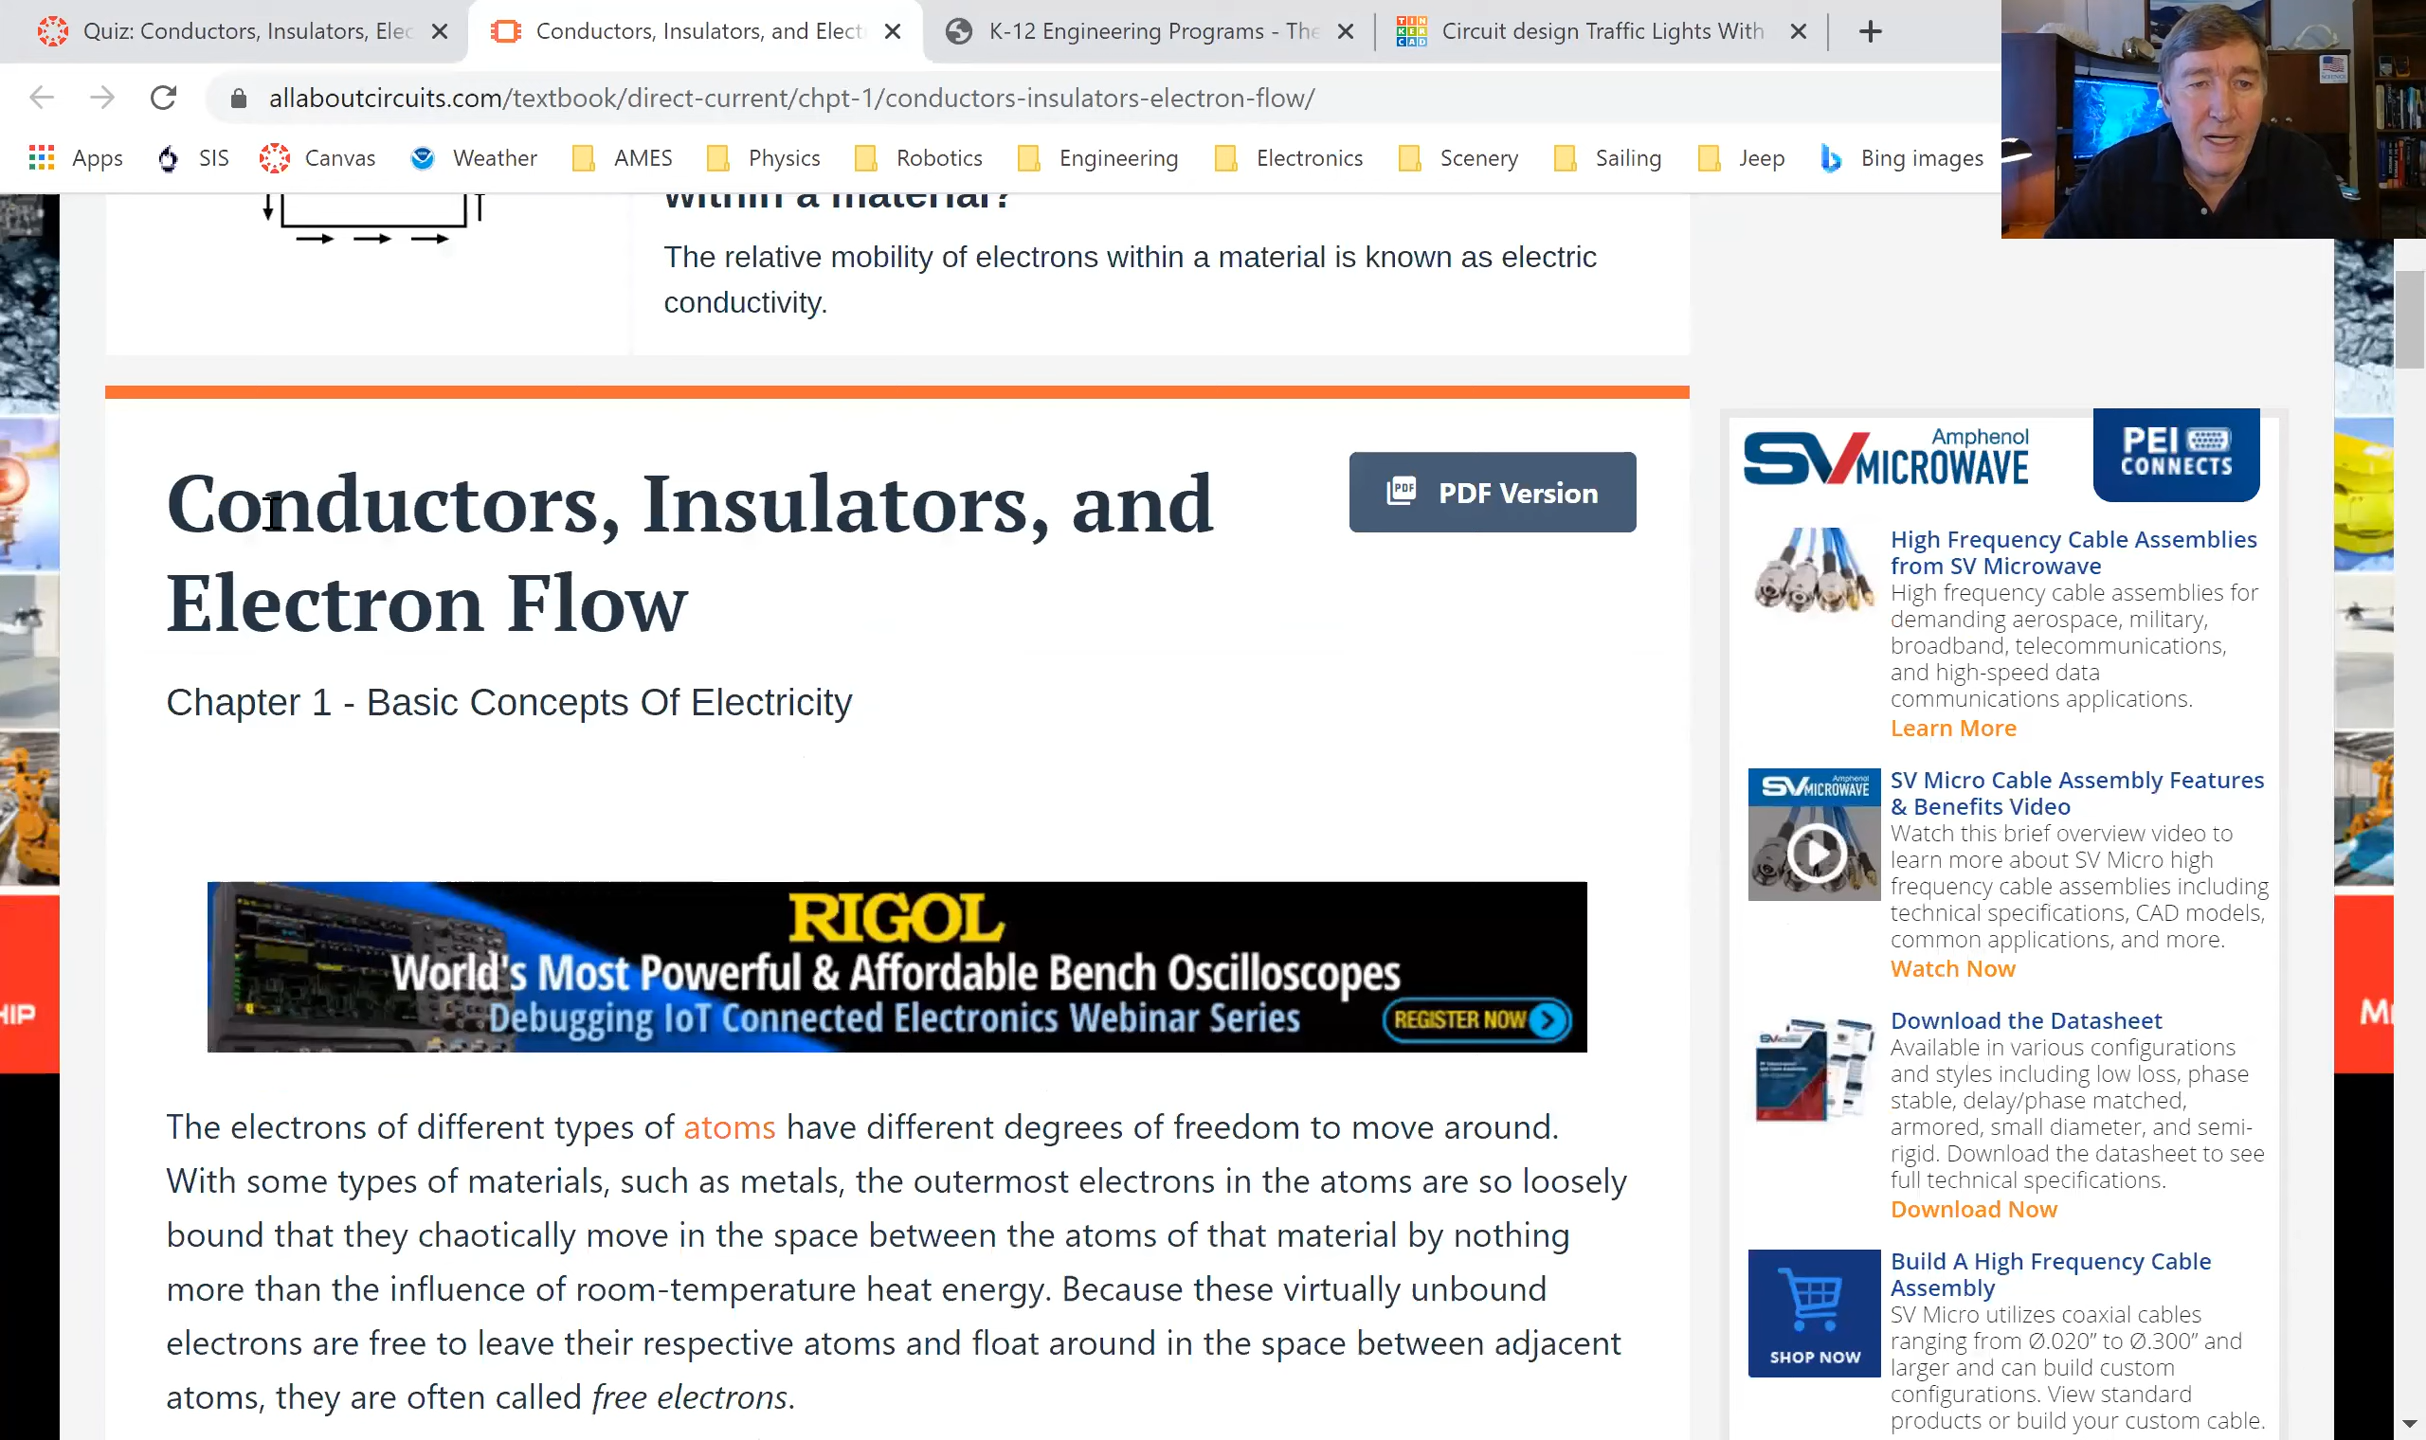 Quiz: Conductors, Insulators, Elec
Conductors, Insulators, and Elect
K-12 Engineering Programs - The
Circuit design Traffic Lights With
allaboutcircuits.com/textbook/direct-current/chpt-1/conductors-insulators-electron-flow/
Apps
SIS
Canvas
Weather
AMES
Physics
Robotics
Engineering
Electronics
Scenery
Sailing
Jeep
Bing images
within a material?
The relative mobility of electrons within a material is known as electric
conductivity.
Conductors, Insulators, and
Electron Flow
PDF Version
Chapter 1 - Basic Concepts Of Electricity
RIGOL
World's Most Powerful & Affordable Bench Oscilloscopes
Debugging IoT Connected Electronics Webinar Series
REGISTER NOW
The electrons of different types of atoms have different degrees of freedom to move around.
With some types of materials, such as metals, the outermost electrons in the atoms are so loosely
bound that they chaotically move in the space between the atoms of that material by nothing
more than the influence of room-temperature heat energy. Because these virtually unbound
electrons are free to leave their respective atoms and float around in the space between adjacent
atoms, they are often called free electrons.
Amphenol
SV MICROWAVE
PEI
CONNECTS
High Frequency Cable Assemblies
from SV Microwave
High frequency cable assemblies for
demanding aerospace, military,
broadband, telecommunications,
and high-speed data
communications applications.
Learn More
Amphenol
SV MICROWAVE
SV Micro Cable Assembly Features
& Benefits Video
Watch this brief overview video to
learn more about SV Micro high
frequency cable assemblies including
technical specifications, CAD models,
common applications, and more.
Watch Now
Download the Datasheet
Available in various configurations
and styles including low loss, phase
stable, delay/phase matched,
armored, small diameter, and semi-
rigid. Download the datasheet to see
full technical specifications.
Download Now
SHOP NOW
Build A High Frequency Cable
Assembly
SV Micro utilizes coaxial cables
ranging from Ø.020” to Ø.300” and
larger and can build custom
configurations. View standard
products or build your custom cable.
HIP